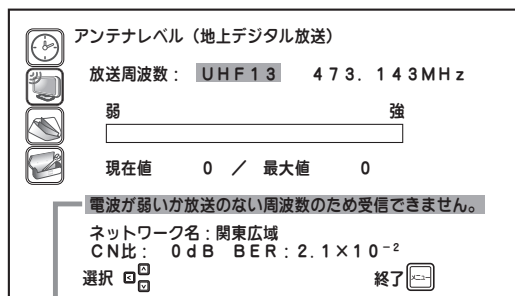 アンテナレベル（地上デジタル放送）
放送周波数： UHF13 473. 143MHz
弱 強
現在値 0 ／ 最大値 0
電波が弱いか放送のない周波数のため受信できません。
ネットワーク名：関東広域
CN比： 0dB BER：2.1×10⁻²
選択 終了 メニュー